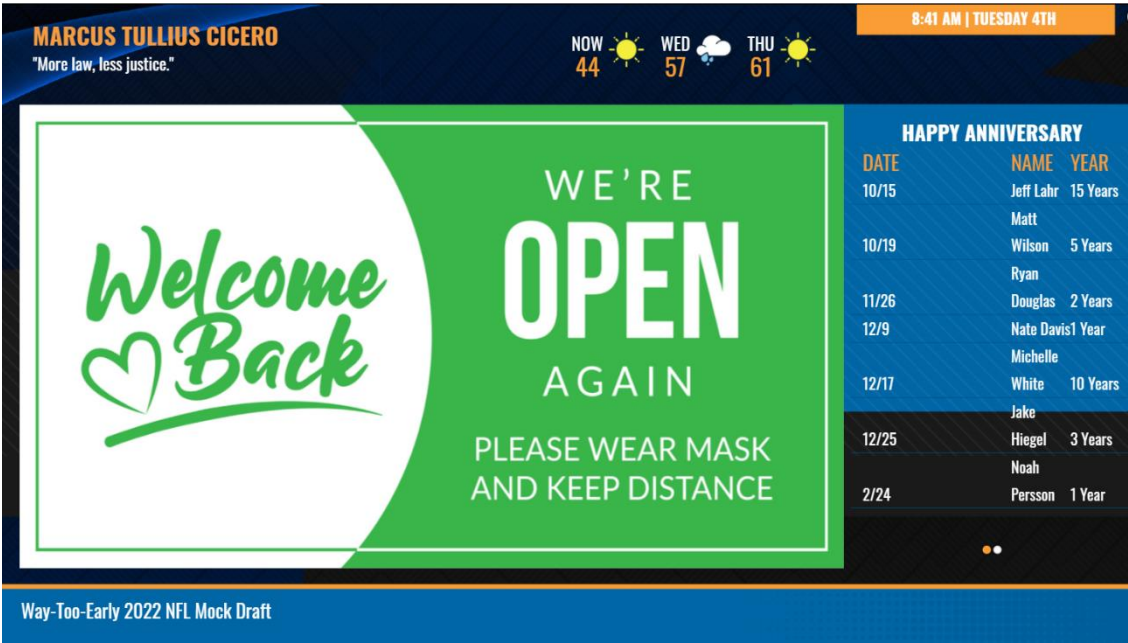 MARCUS TULLIUS CICERO
"More law, less justice."
NOW
44
WED
57
THU
61
8:41 AM | TUESDAY 4TH
Welcome
Back
WE'RE
OPEN
AGAIN
PLEASE WEAR MASK
AND KEEP DISTANCE
HAPPY ANNIVERSARY
DATE NAME YEAR
10/15 Jeff Lahr 15 Years
Matt
10/19 Wilson 5 Years
Ryan
11/26 Douglas 2 Years
12/9 Nate Davis1 Year
Michelle
12/17 White 10 Years
Jake
12/25 Hiegel 3 Years
Noah
2/24 Persson 1 Year
Way-Too-Early 2022 NFL Mock Draft